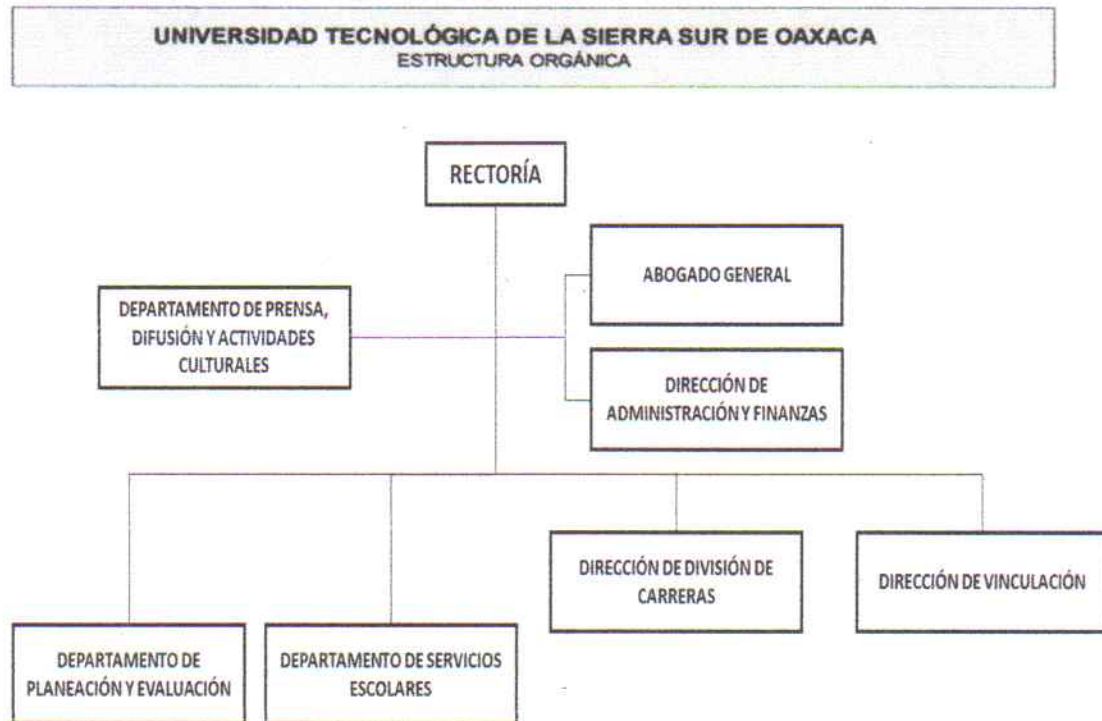 UNIVERSIDAD TECNOLÓGICA DE LA SIERRA SUR DE OAXACA
ESTRUCTURA ORGÁNICA
RECTORÍA
ABOGADO GENERAL
DEPARTAMENTO DE PRENSA,
DIFUSIÓN Y ACTIVIDADES
CULTURALES
DIRECCIÓN DE
ADMINISTRACIÓN Y FINANZAS
DIRECCIÓN DE DIVISIÓN DE
CARRERAS
DIRECCIÓN DE VINCULACIÓN
DEPARTAMENTO DE
PLANEACIÓN Y EVALUACIÓN
DEPARTAMENTO DE SERVICIOS
ESCOLARES